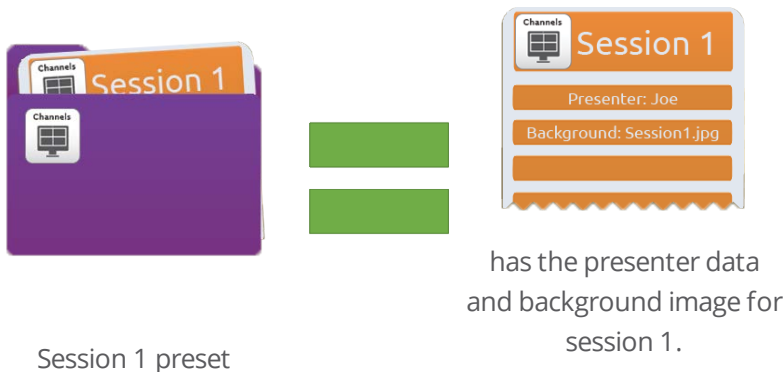 Channels
Session 1
Channels
Session 1 preset
Channels
Session 1
Presenter: Joe
Background: Session1.jpg
has the presenter data
and background image for
session 1.